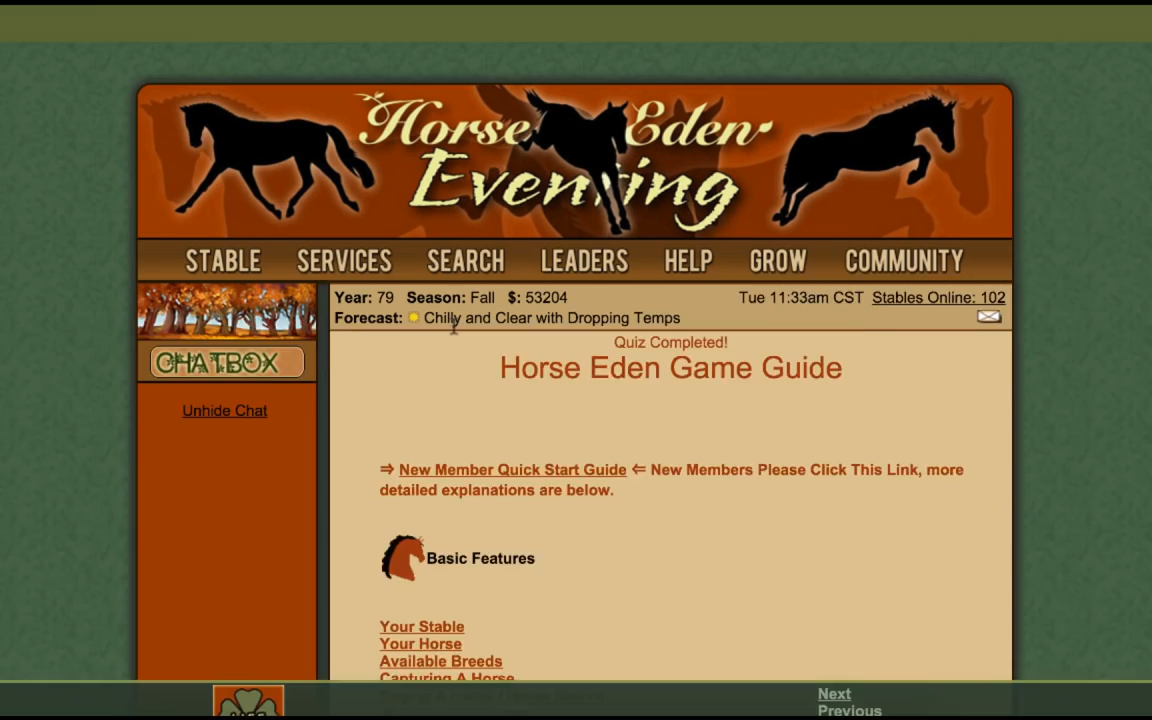 Horse Eden
Eventing
STABLE SERVICES SEARCH LEADERS HELP GROW COMMUNITY
Year: 79 Season: Fall $: 53204 Tue 11:33am CST Stables Online: 102
Forecast: Chilly and Clear with Dropping Temps
CHATBOX
Unhide Chat
Quiz Completed!
Horse Eden Game Guide
⇒ New Member Quick Start Guide ⇐ New Members Please Click This Link, more
detailed explanations are below.
Basic Features
Your Stable
Your Horse
Available Breeds
Capturing A Horse
Next
Previous